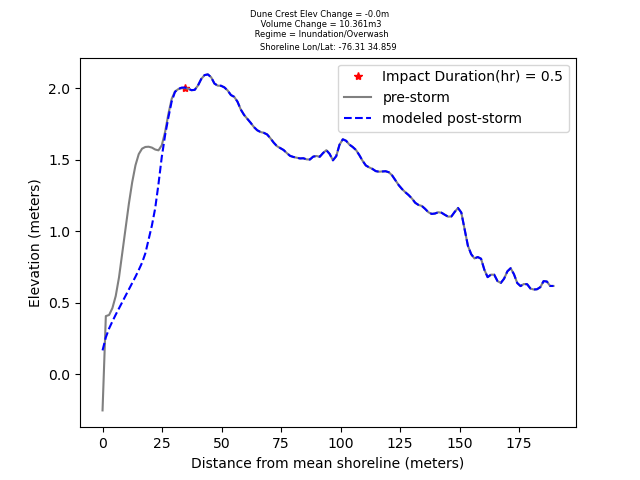 Dune Crest Elev Change = -0.0m
Volume Change = 10.361m3
Regime = Inundation/Overwash
Shoreline Lon/Lat: -76.31 34.859
Impact Duration(hr) = 0.5
pre-storm
modeled post-storm
2.0
1.5
1.0
0.5
0.0
Elevation (meters)
0 25 50 75 100 125 150 175
Distance from mean shoreline (meters)